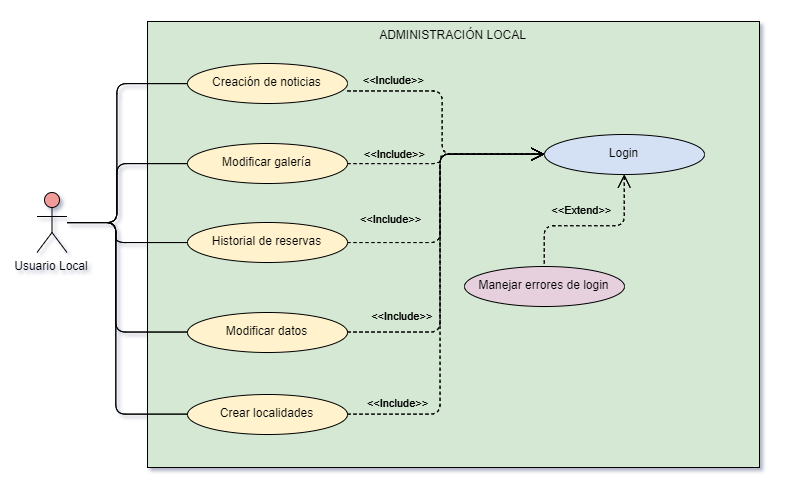 ADMINISTRACIÓN LOCAL
Creación de noticias
<<Include>>
Modificar galería
<<Include>>
Login
Historial de reservas
<<Include>>
<<Extend>>
Usuario Local
Manejar errores de login
Modificar datos
<<Include>>
Crear localidades
<<Include>>